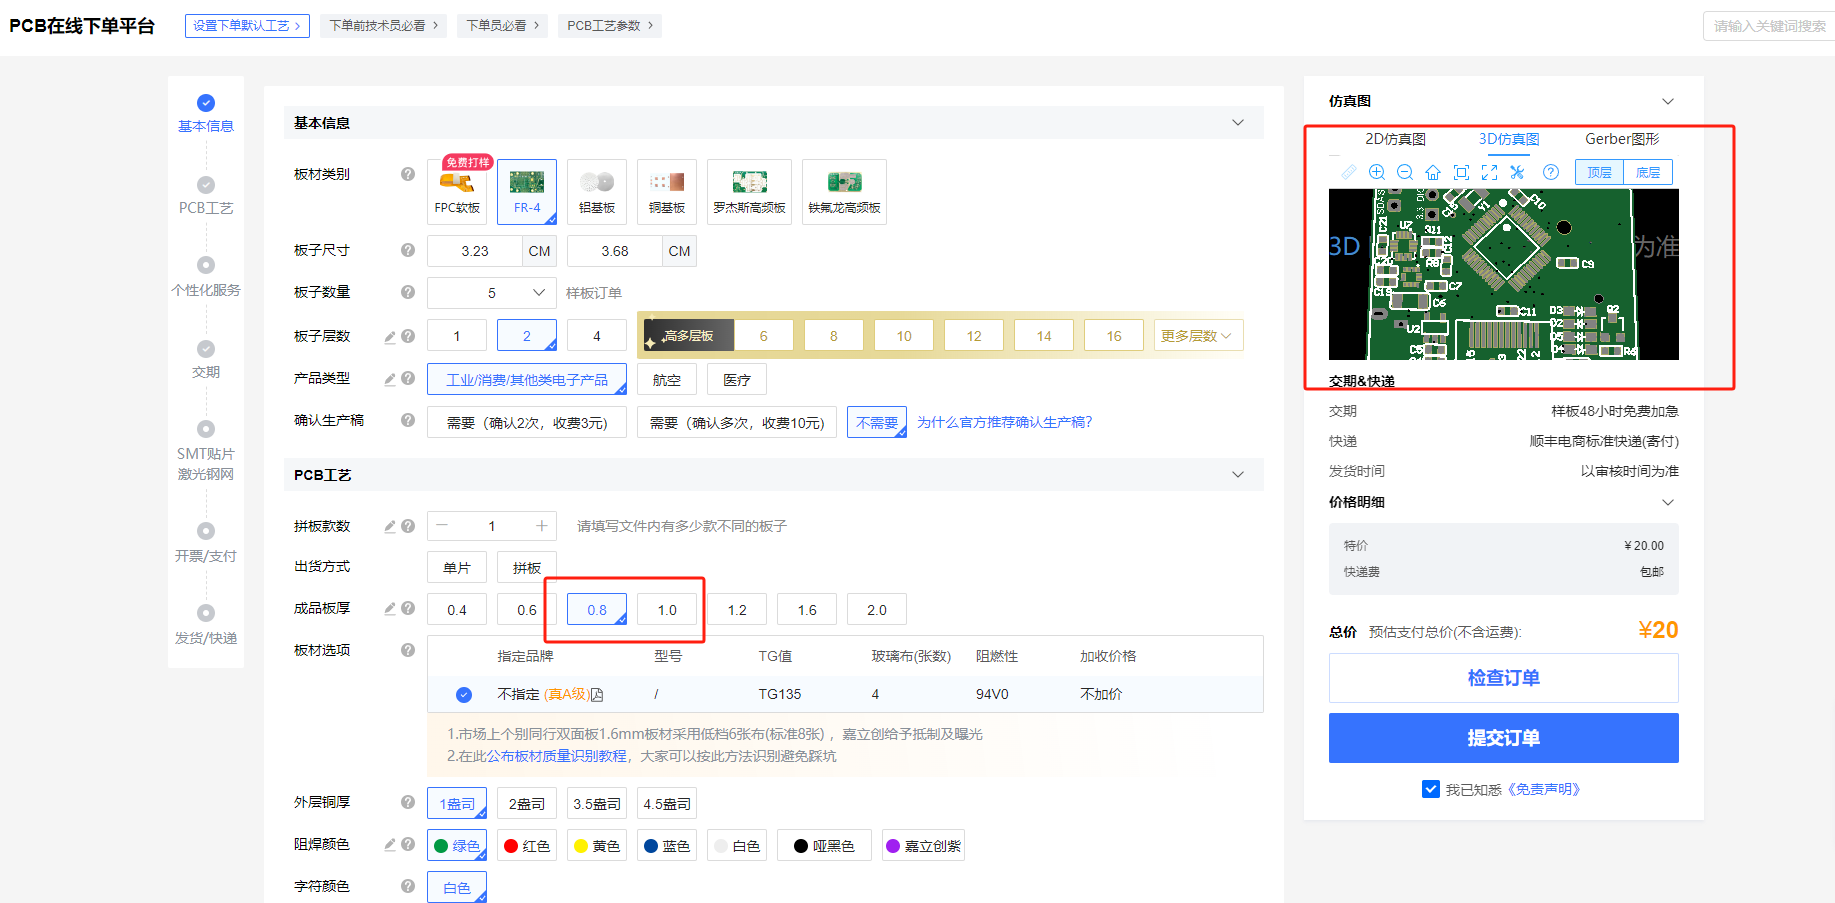 PCB在线下单平台
设置下单默认工艺 >
下单前技术员必看 >
下单员必看 >
PCB工艺参数 >
请输入关键词搜索
基本信息
PCB工艺
个性化服务
交期
SMT贴片
激光钢网
开票/支付
发货/快递
基本信息
板材类别
免费打样
FPC软板
FR-4
铝基板
铜基板
罗杰斯高频板
铁氟龙高频板
板子尺寸 3.23 CM 3.68 CM
板子数量 5 样板订单
板子层数 1 2 4 高多层板 6 8 10 12 14 16 更多层数
产品类型 工业/消费/其他类电子产品 航空 医疗
确认生产稿 需要（确认2次，收费3元） 需要（确认多次，收费10元） 不需要 为什么官方推荐确认生产稿?
PCB工艺
拼板款数 1 请填写文件内有多少款不同的板子
出货方式 单片 拼板
成品板厚 0.4 0.6 0.8 1.0 1.2 1.6 2.0
板材选项 指定品牌 型号 TG值 玻璃布(张数) 阻燃性 加收价格
不指定 (真A级) / TG135 4 94V0 不加价
1.市场上个别同行双面板1.6mm板材采用低档6张布(标准8张) ，嘉立创给予抵制及曝光
2.在此公布板材质量识别教程，大家可以按此方法识别避免踩坑
外层铜厚 1盎司 2盎司 3.5盎司 4.5盎司
阻焊颜色 绿色 红色 黄色 蓝色 白色 哑黑色 嘉立创紫
字符颜色 白色
仿真图
2D仿真图 3D仿真图 Gerber图形
顶层 底层
3D 为准
C10
Y1
C21
U7
C9
C7
C6
C19
C11
U2
D3
D2
D5
Q2
交期&快递
交期 样板48小时免费加急
快递 顺丰电商标准快递(寄付)
发货时间 以审核时间为准
价格明细
特价 ¥20.00
快递费 包邮
总价 预估支付总价(不含运费): ¥20
检查订单
提交订单
我已知悉《免责声明》